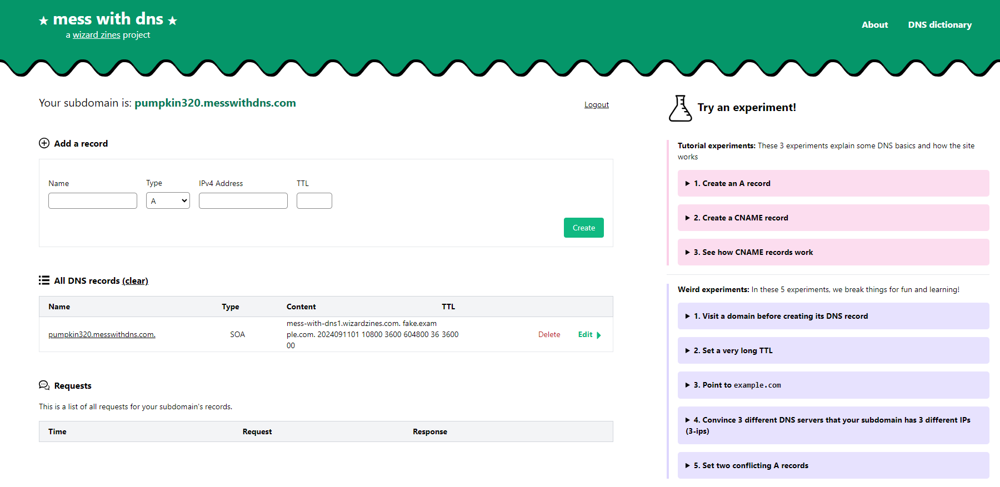 ★ mess with dns ★
a wizard zines project
About
DNS dictionary
Your subdomain is: pumpkin320.messwithdns.com
Logout
Add a record
Name
Type
IPv4 Address
TTL
A
Create
All DNS records (clear)
Name Type Content TTL
mess-with-dns1.wizardzines.com. fake.exam
pumpkin320.messwithdns.com. SOA ple.com. 2024091101 10800 3600 604800 36 3600 Delete Edit
00
Requests
This is a list of all requests for your subdomain's records.
Time Request Response
Try an experiment!
Tutorial experiments: These 3 experiments explain some DNS basics and how the site
works
1. Create an A record
2. Create a CNAME record
3. See how CNAME records work
Weird experiments: In these 5 experiments, we break things for fun and learning!
1. Visit a domain before creating its DNS record
2. Set a very long TTL
3. Point to example.com
4. Convince 3 different DNS servers that your subdomain has 3 different IPs
(3-ips)
5. Set two conflicting A records